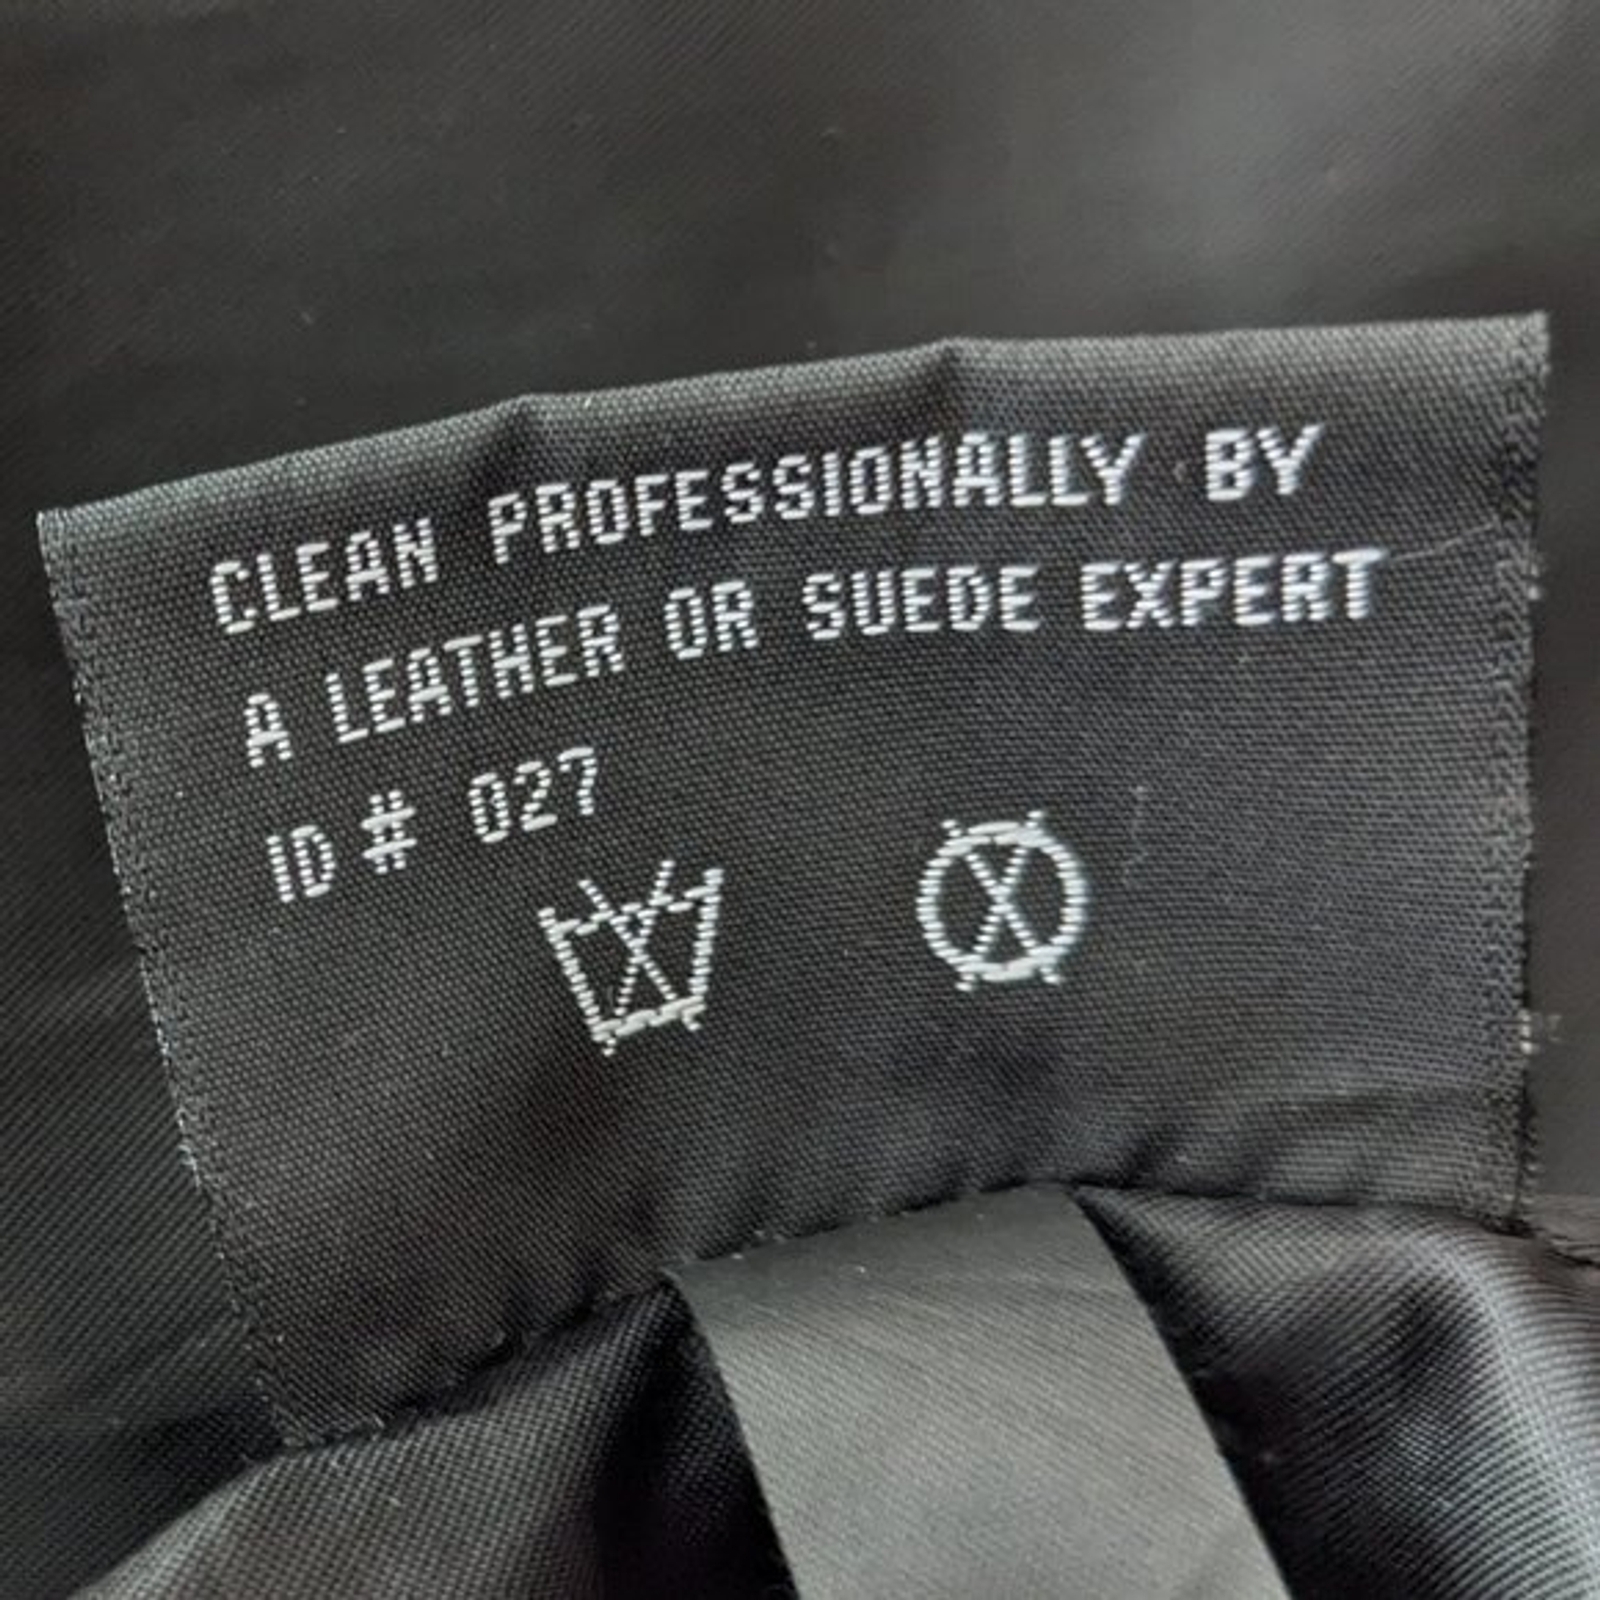 CLEAN PROFESSIONALLY BY
A LEATHER OR SUEDE EXPERT
ID # 027